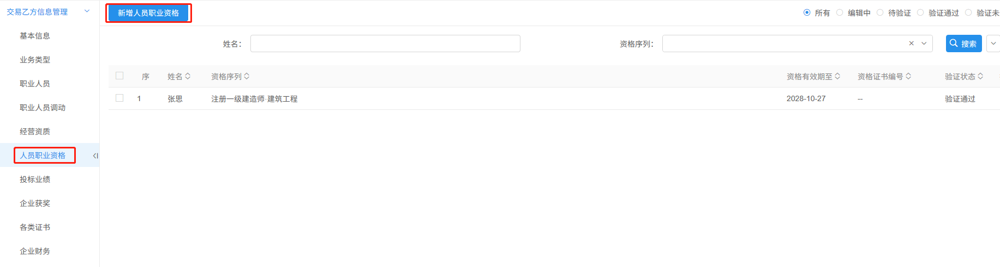 交易乙方信息管理
基本信息
业务类型
职业人员
职业人员调动
经营资质
人员职业资格
投标业绩
企业获奖
各类证书
企业财务
新增人员职业资格
所有 编辑中 待验证 验证通过 验证未
姓名： 资格序列： 搜索
序 姓名 资格序列 资格有效期至 资格证书编号 验证状态
1 张思 注册一级建造师·建筑工程 2028-10-27 -- 验证通过